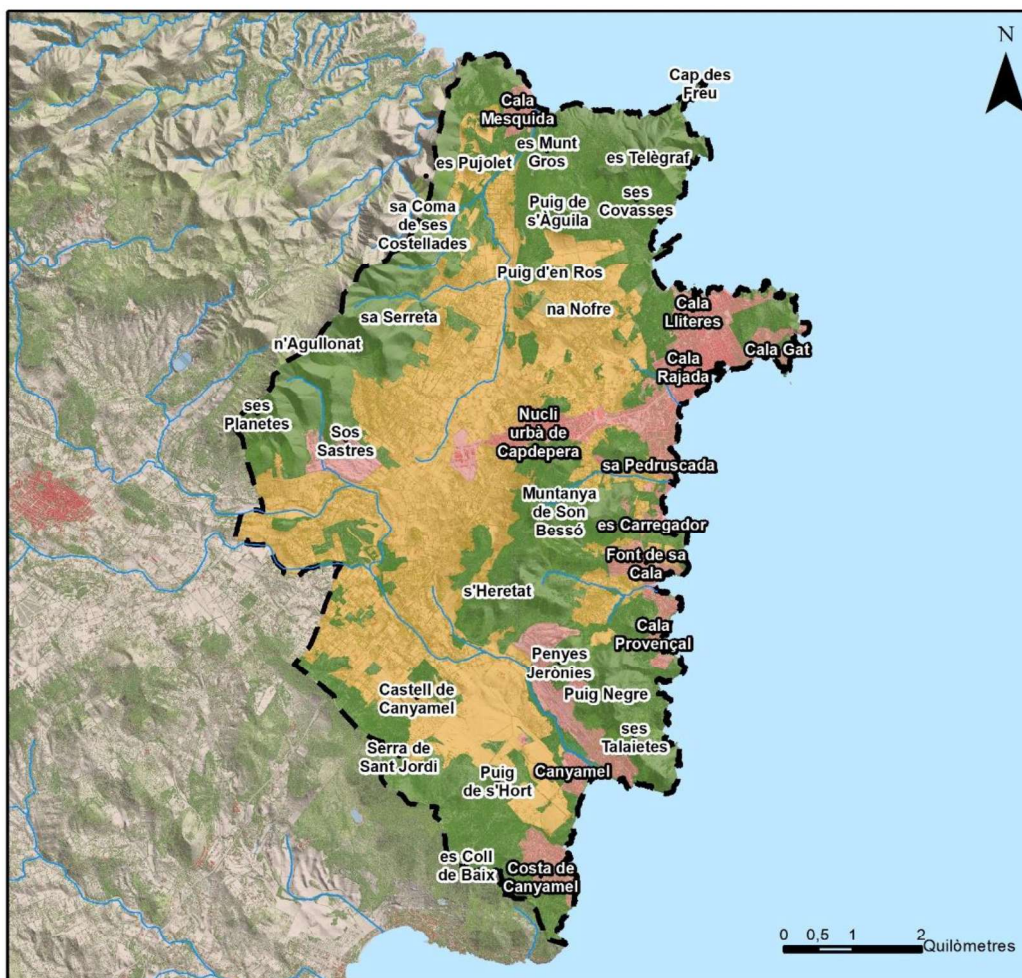 N
Cap des
Freu
Cala
Mesquida
es Munt
Gros
es Telègraf
es Pujolet
ses
Covasses
Puig de
s'Àguila
sa Coma
de ses
Costellades
Puig d'en Ros
na Nofre
Cala
Lliteres
sa Serreta
n'Agullonat
Cala Gat
Cala
Rajada
ses
Planetes
Sos
Sastres
Nucli
urbà de
Capdepera
sa Pedruscada
Muntanya
de Son
Bessó
es Carregador
Font de sa
Cala
s'Heretat
Cala
Provençal
Penyes
Jerònies
Puig Negre
Castell de
Canyamel
ses
Talaietes
Serra de
Sant Jordi
Puig
de s'Hort
Canyamel
es Coll
de Baix
Costa de
Canyamel
0 0,5 1 2
Quilòmetres